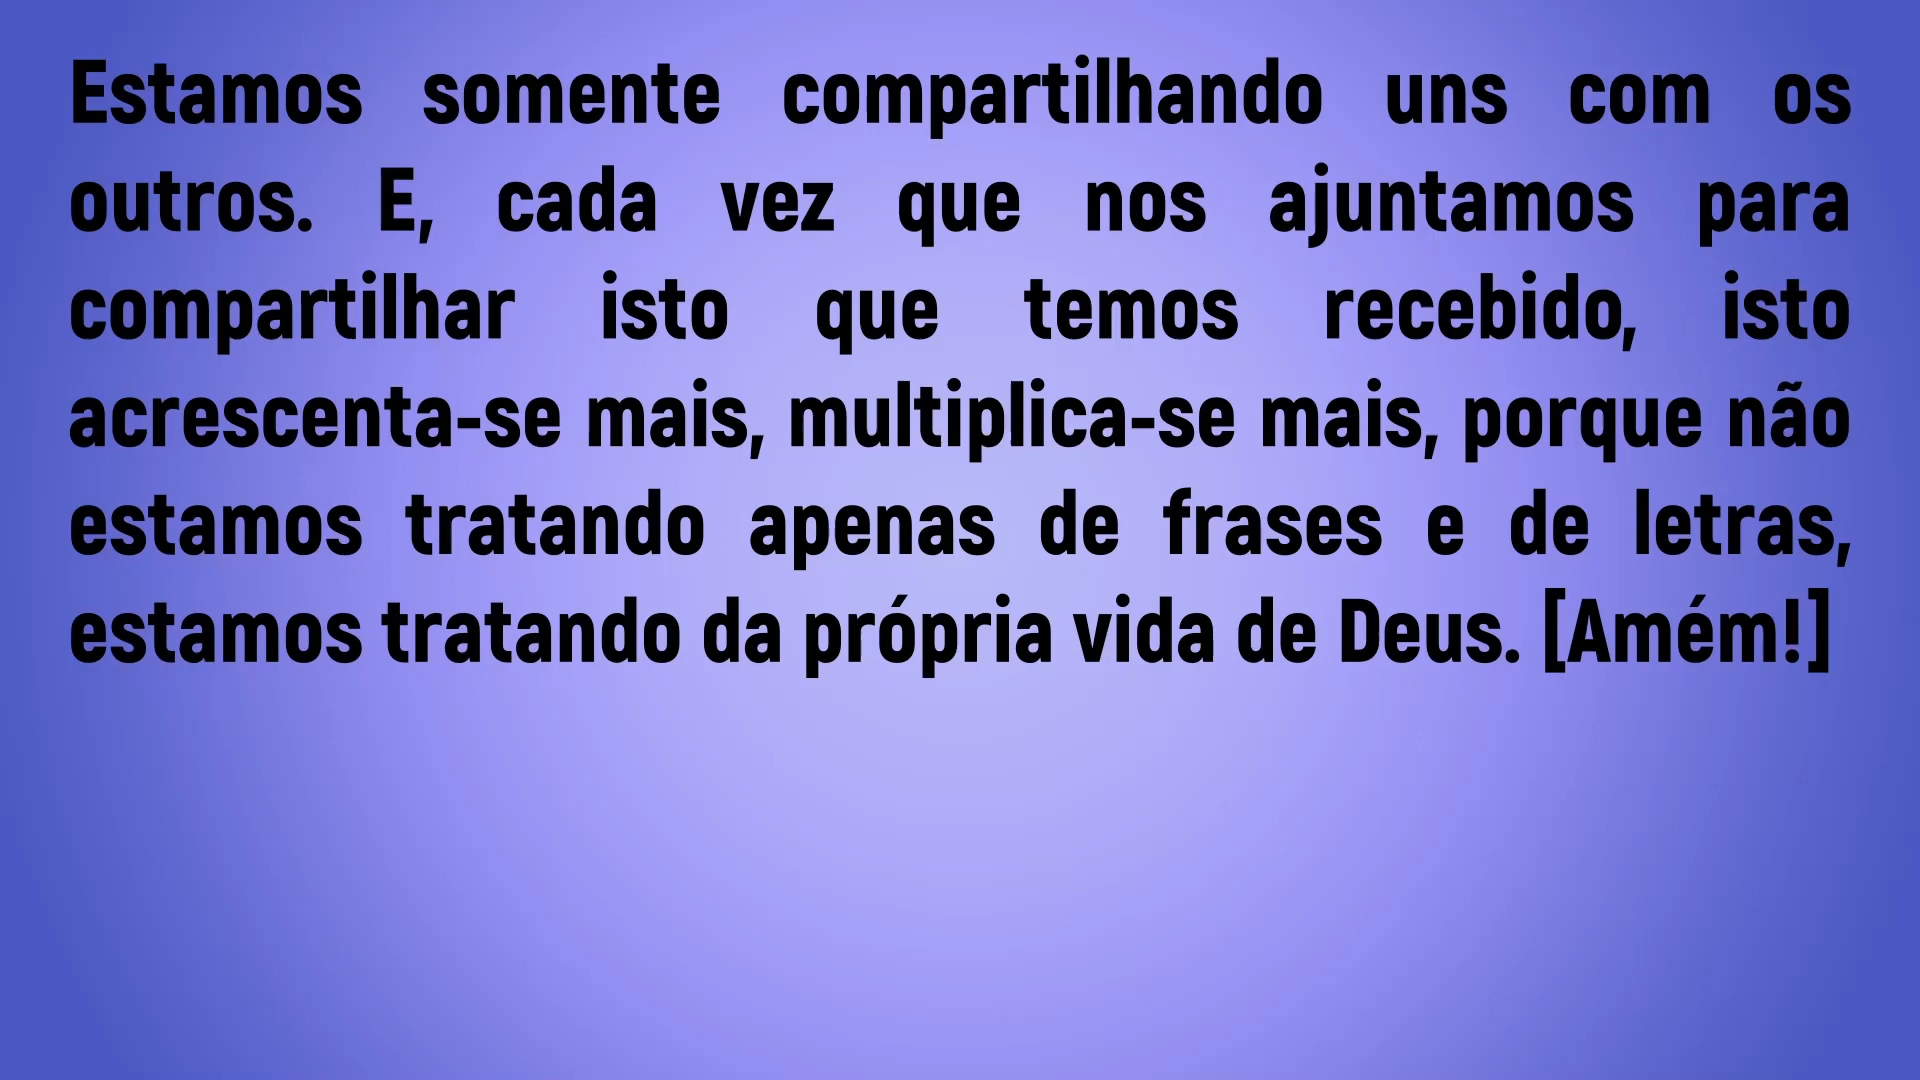 Estamos somente compartilhando uns com os
outros. E, cada vez que nos ajuntamos para
compartilhar isto que temos recebido, isto
acrescenta-se mais, multiplica-se mais, porque não
estamos tratando apenas de frases e de letras,
estamos tratando da própria vida de Deus. [Amém!]